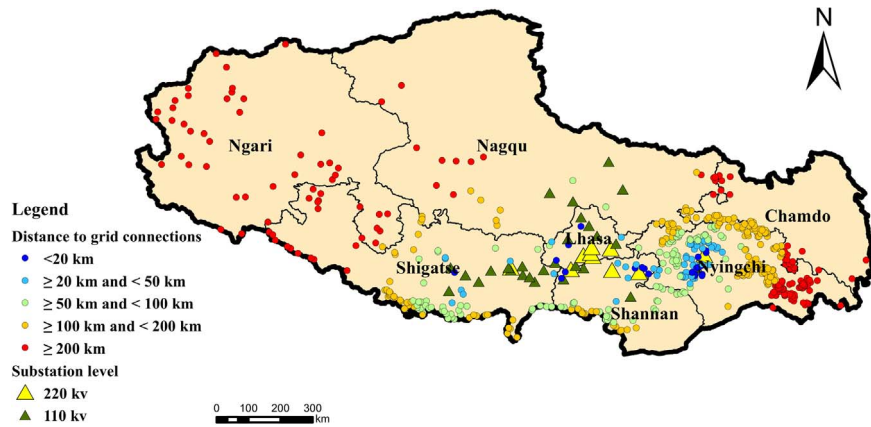 N
Ngari
Nagqu
Chamdo
Lhasa
Shigatse
Nyingchi
Shannan
Legend
Distance to grid connections
<20 km
≥ 20 km and < 50 km
≥ 50 km and < 100 km
≥ 100 km and < 200 km
≥ 200 km
Substation level
220 kv
110 kv
0 50 100 200 300
km